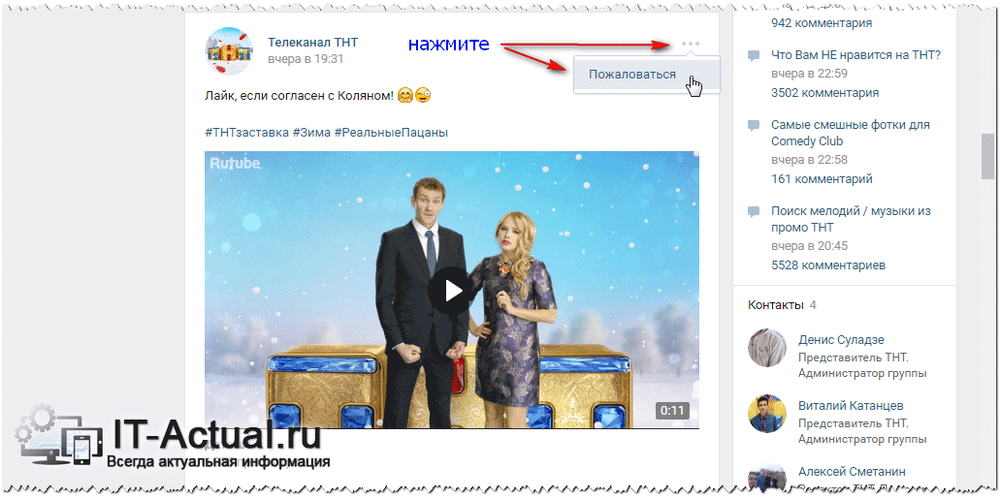 Телеканал ТНТ
вчера в 19:31
нажмите
Пожаловаться
Лайк, если согласен с Коляном!
#ТНТзаставка #Зима #РеальныеПацаны
Rutube
0:11
IT-Actual.ru
Всегда актуальная информация
942 комментария
Что Вам НЕ нравится на ТНТ?
вчера в 22:59
3502 комментария
Самые смешные фотки для
Comedy Club
вчера в 22:58
161 комментарий
Поиск мелодий / музыки из
промо ТНТ
вчера в 20:45
5528 комментариев
Контакты 4
Денис Суладзе
Представитель ТНТ.
Администратор группы
Виталий Катанцев
Представитель ТНТ.
Администратор группы
Алексей Сметанин